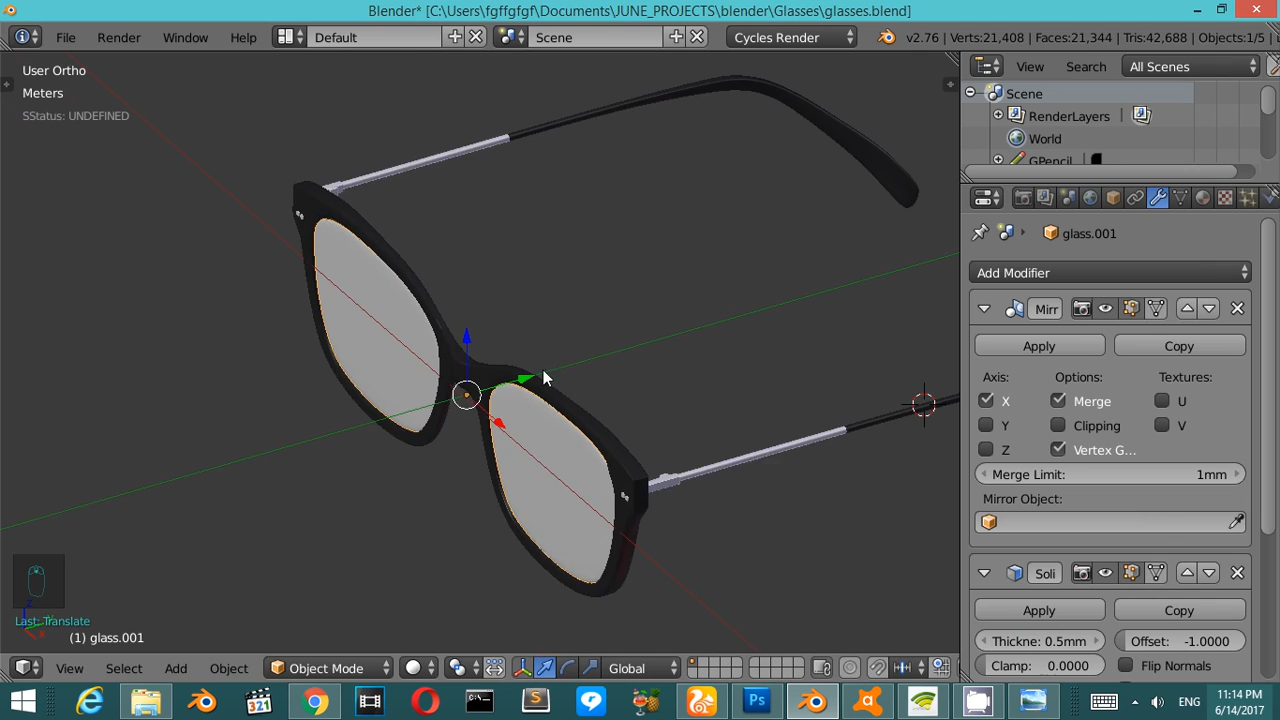 Blender* [C:\Users\fgffgfgf\Documents\JUNE_PROJECTS\blender\Glasses\glasses.blend]
File Render Window Help Default Scene Cycles Render v2.76 | Verts:21,408 | Faces:21,344 | Tris:42,688 | Objects:1/5 |
User Ortho
Meters
SStatus: UNDEFINED
View Search All Scenes
Scene
RenderLayers
World
GPencil
glass.001
Add Modifier
Mirr
Apply Copy
Axis: Options: Textures:
X Merge U
Y Clipping V
Z Vertex G...
Merge Limit: 1mm
Mirror Object:
Soli
Apply Copy
Thickne: 0.5mm Offset: -1.0000
Clamp: 0.0000 Flip Normals
Last: Translate
(1) glass.001
View Select Add Object Object Mode Global
321
11:14 PM
6/14/2017